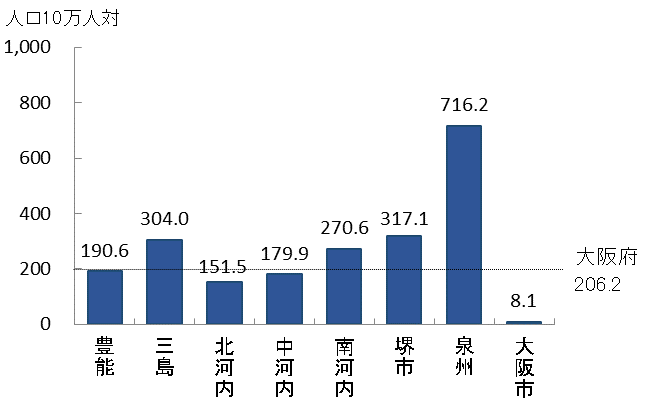 人口10万人対
1,000
800
600
400
200
0
190.6
304.0
151.5
179.9
270.6
317.1
716.2
8.1
大阪府
206.2
豊能
三島
北河内
中河内
南河内
堺市
泉州
大阪市